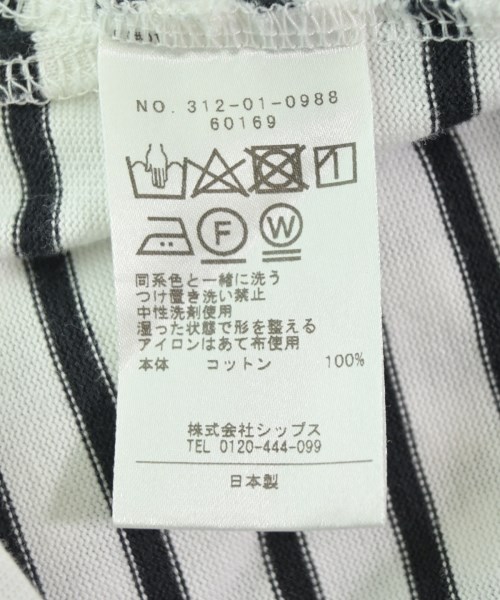 NO. 312-01-0988
60169
F W
同系色と一緒に洗う
つけ置き洗い禁止
中性洗剤使用
湿った状態で形を整える
アイロンはあて布使用
本体 コットン 100%
株式会社シップス
TEL 0120-444-099
日本製